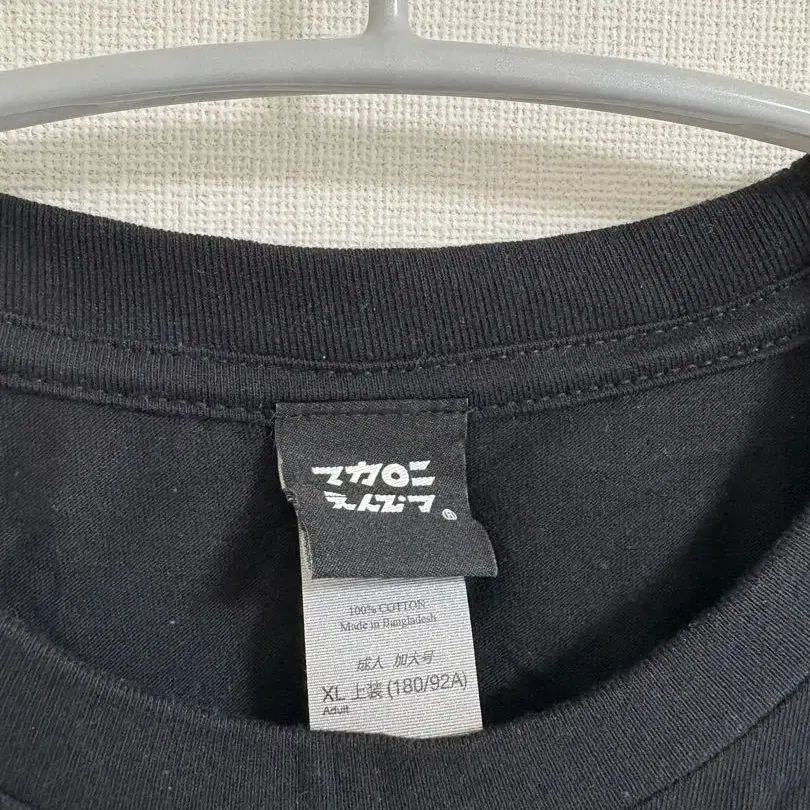 マカロニ
えんぴつ
100% COTTON
Made in Bangladesh
成人 加大号
XL 上装 (180/92A)
Adult